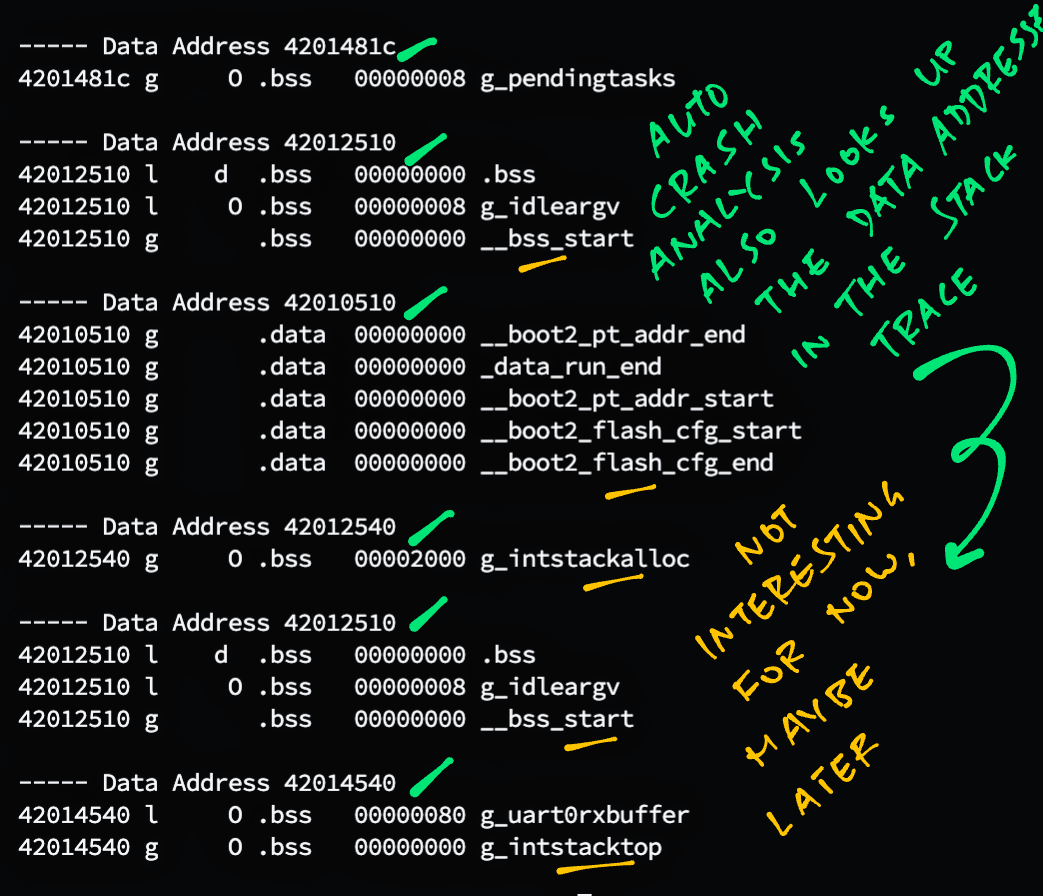 ----- Data Address 4201481c
4201481c g     O .bss   00000008 g_pendingtasks
----- Data Address 42012510
42012510 l    d  .bss   00000000 .bss
42012510 l     O .bss   00000008 g_idleargv
42012510 g       .bss   00000000 __bss_start
----- Data Address 42010510
42010510 g       .data  00000000 __boot2_pt_addr_end
42010510 g       .data  00000000 _data_run_end
42010510 g       .data  00000000 __boot2_pt_addr_start
42010510 g       .data  00000000 __boot2_flash_cfg_start
42010510 g       .data  00000000 __boot2_flash_cfg_end
----- Data Address 42012540
42012540 g     O .bss   00002000 g_intstackalloc
----- Data Address 42012510
42012510 l    d  .bss   00000000 .bss
42012510 l     O .bss   00000008 g_idleargv
42012510 g       .bss   00000000 __bss_start
----- Data Address 42014540
42014540 l     O .bss   00000080 g_uart0rxbuffer
42014540 g     O .bss   00000000 g_intstacktop
AUTO
CRASH
ANALYSIS
ALSO LOOKS UP
THE DATA ADDRESSES
IN THE STACK
TRACE
NOT
INTERESTING
FOR NOW,
MAYBE
LATER